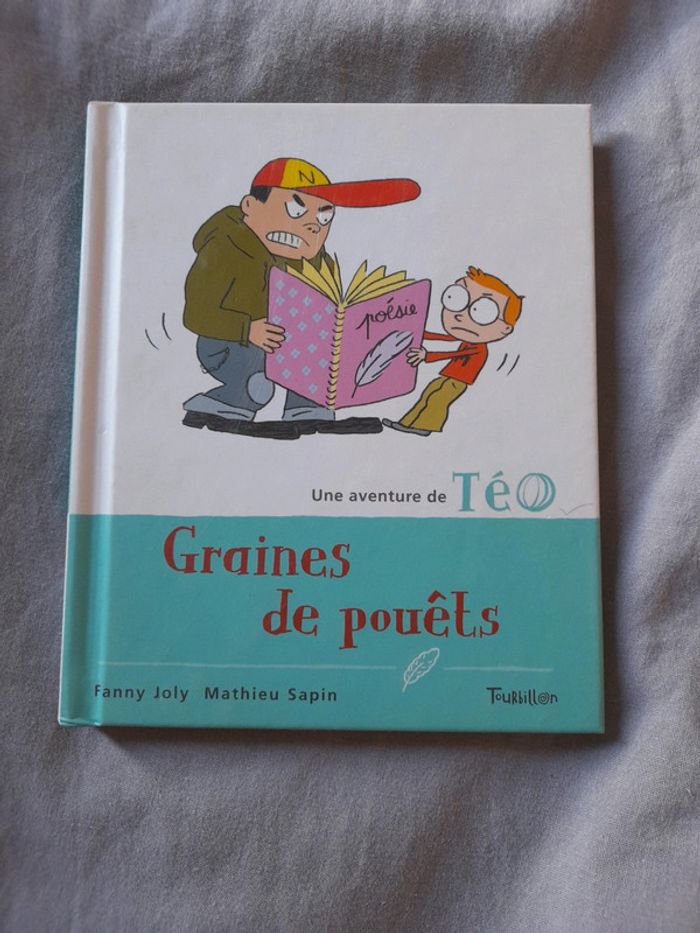 N
poésie
Une aventure de Téo
Graines
de pouêts
Fanny Joly Mathieu Sapin
Tourbillon